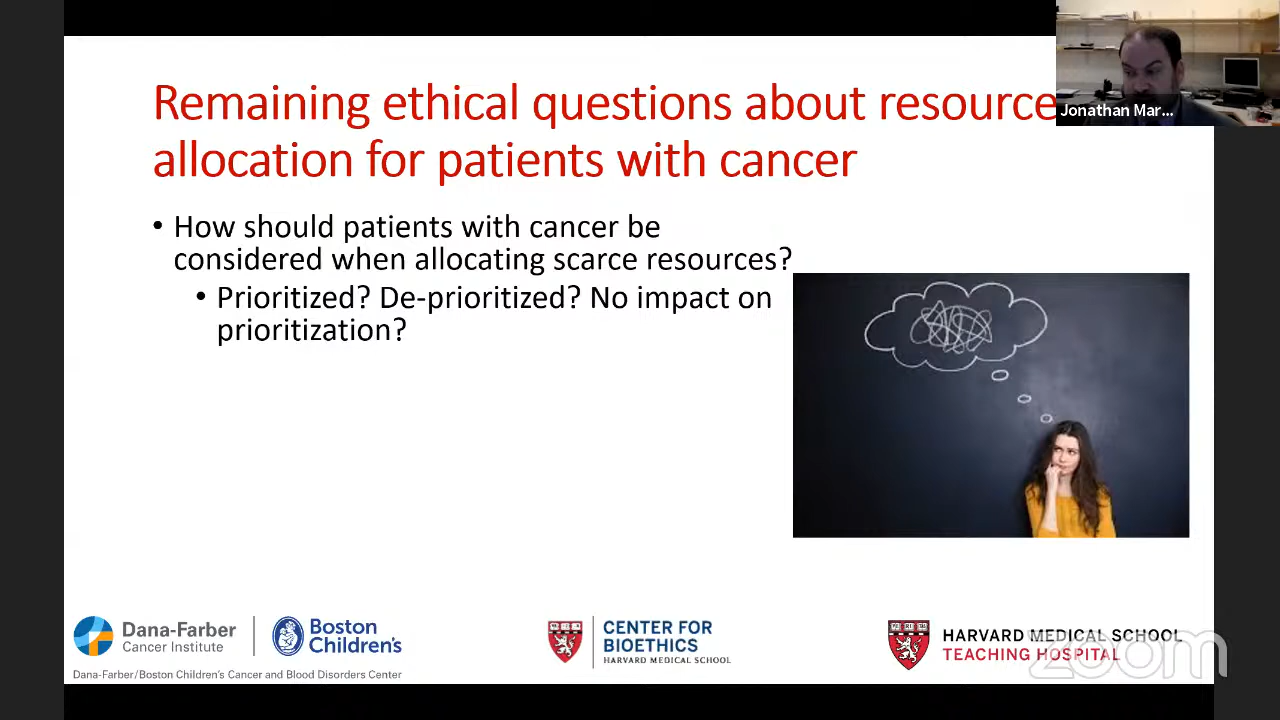 Remaining ethical questions about resource
allocation for patients with cancer
Jonathan Mar...
• How should patients with cancer be
considered when allocating scarce resources?
• Prioritized? De-prioritized? No impact on
prioritization?
Dana-Farber
Cancer Institute
Boston
Children's
Dana-Farber/Boston Children's Cancer and Blood Disorders Center
CENTER FOR
BIOETHICS
HARVARD MEDICAL SCHOOL
HARVARD MEDICAL SCHOOL
TEACHING HOSPITAL
zoom